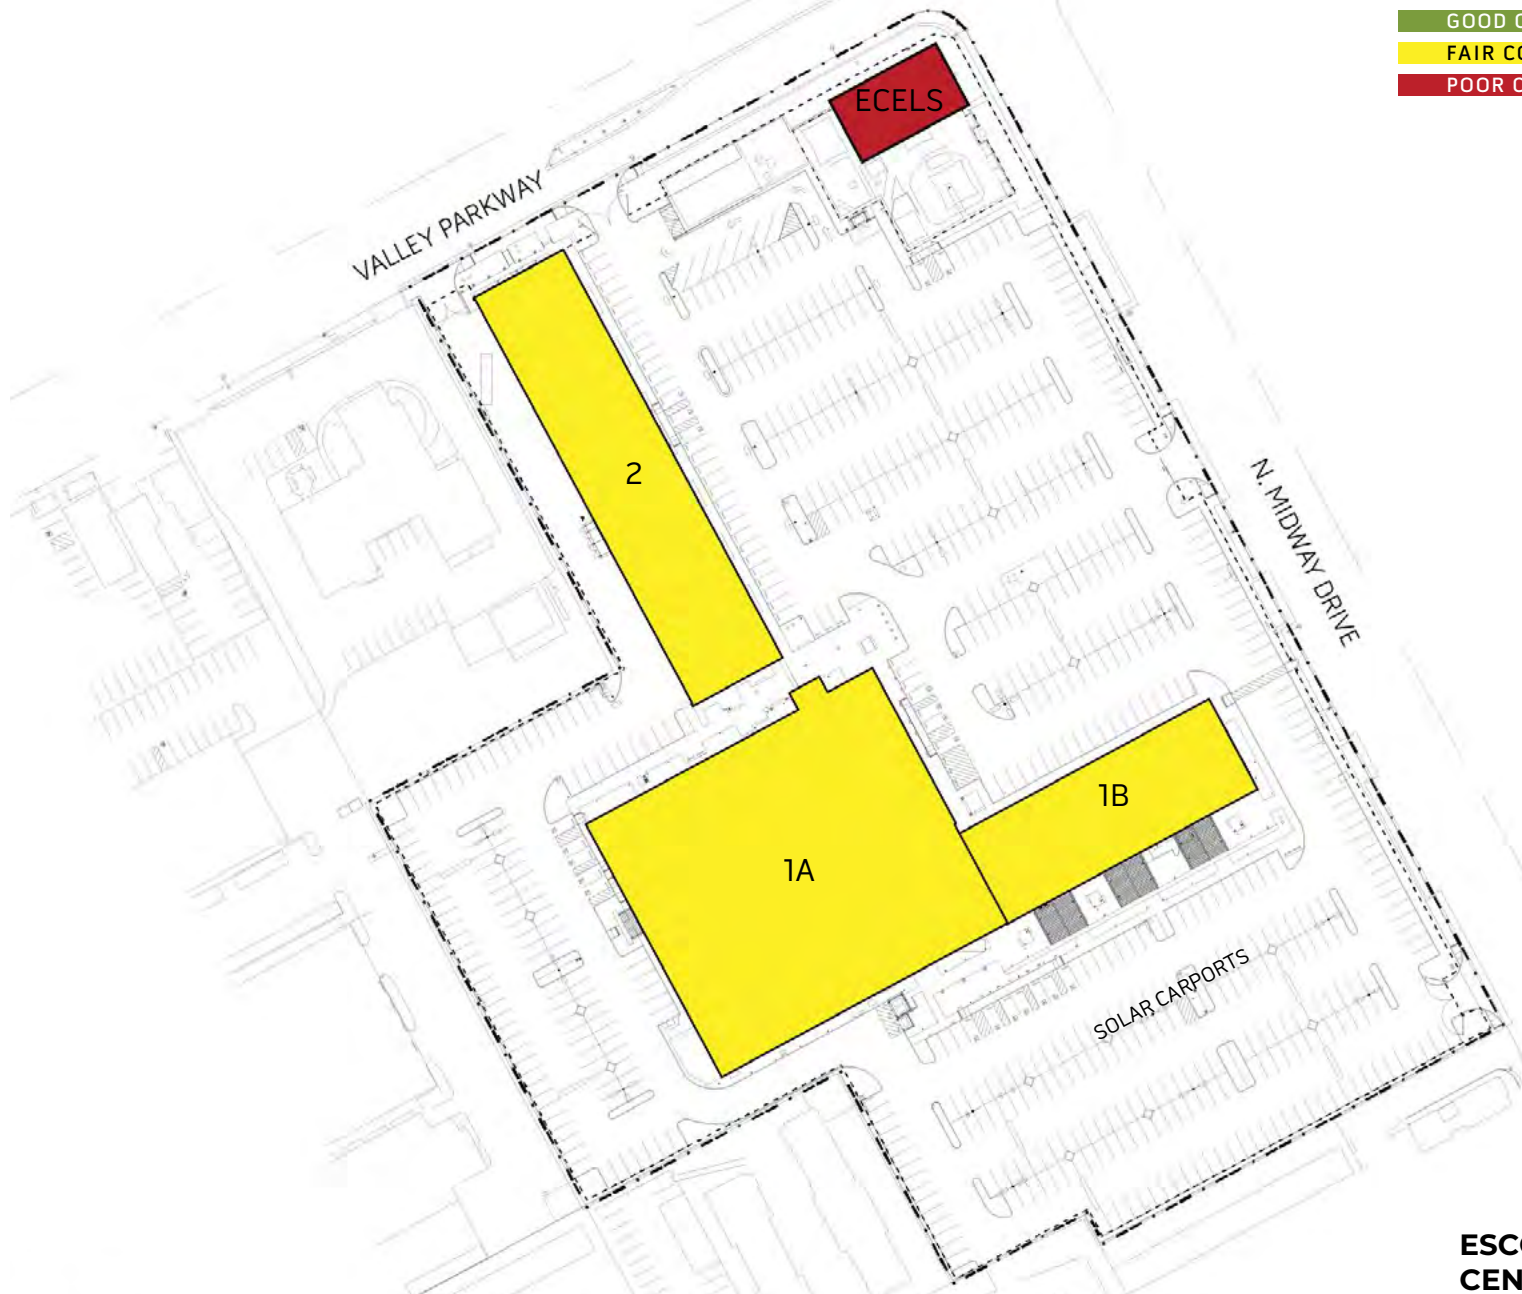 GOOD
FAIR
POOR
ECELS
VALLEY PARKWAY
2
N. MIDWAY DRIVE
1B
1A
SOLAR CARPORTS